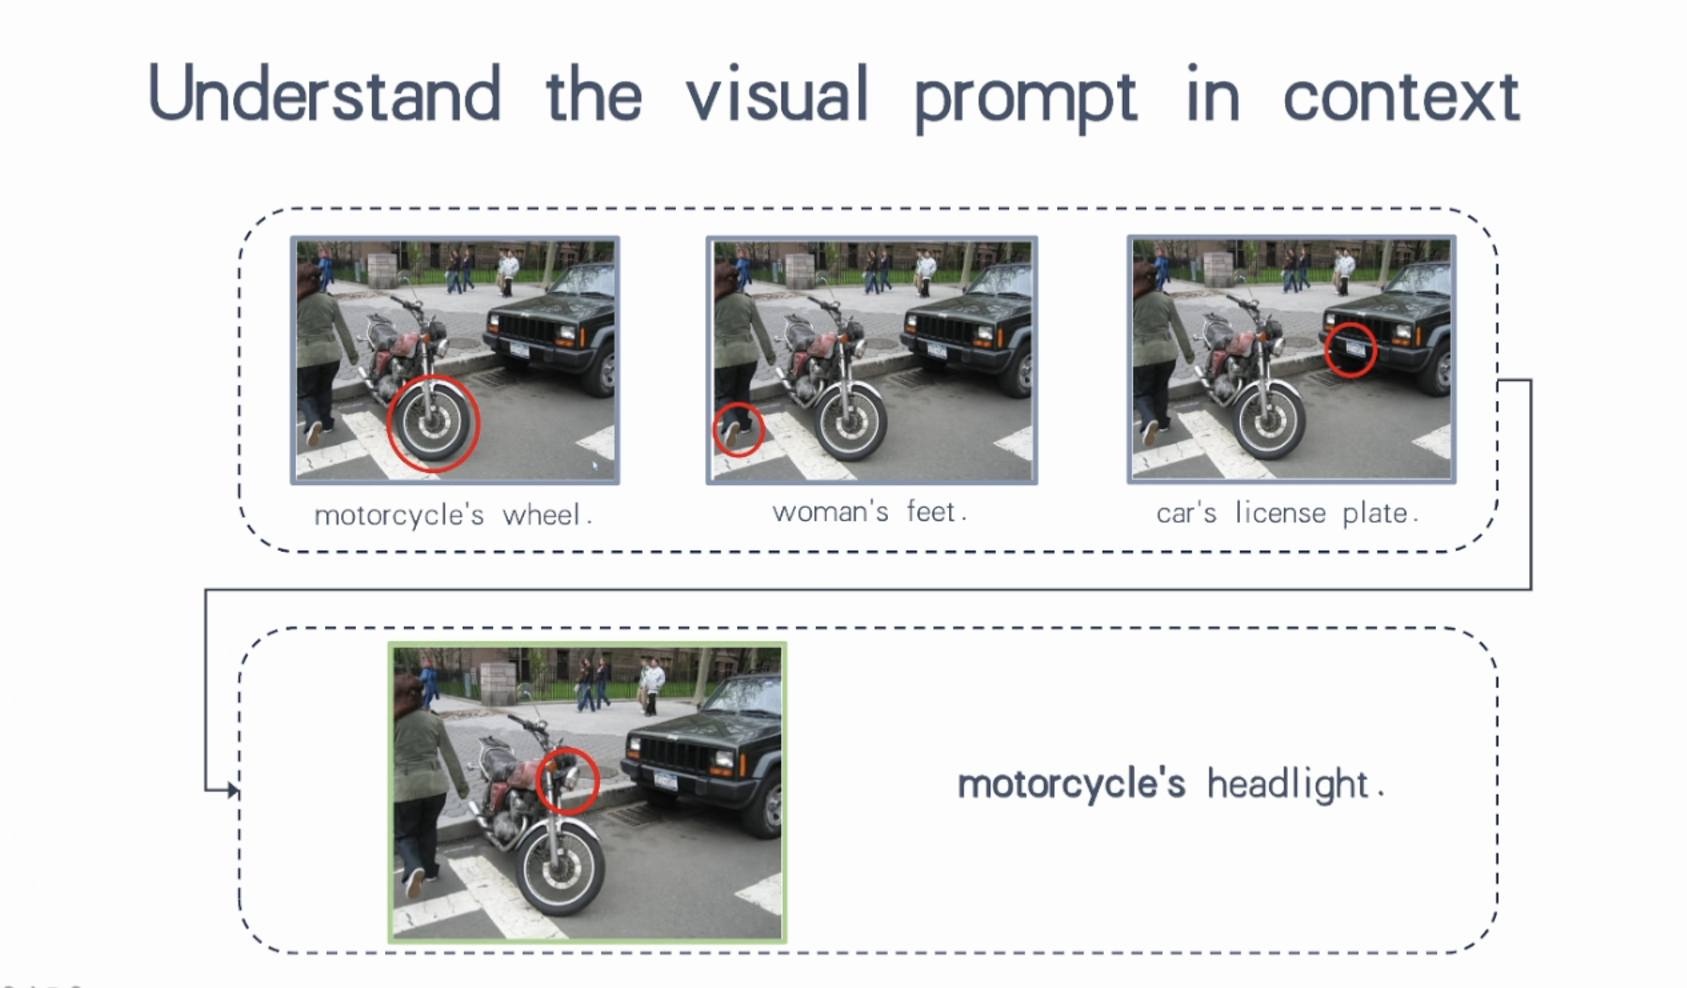 Understand the visual prompt in context
motorcycle's wheel.
woman's feet.
car's license plate.
motorcycle's headlight.